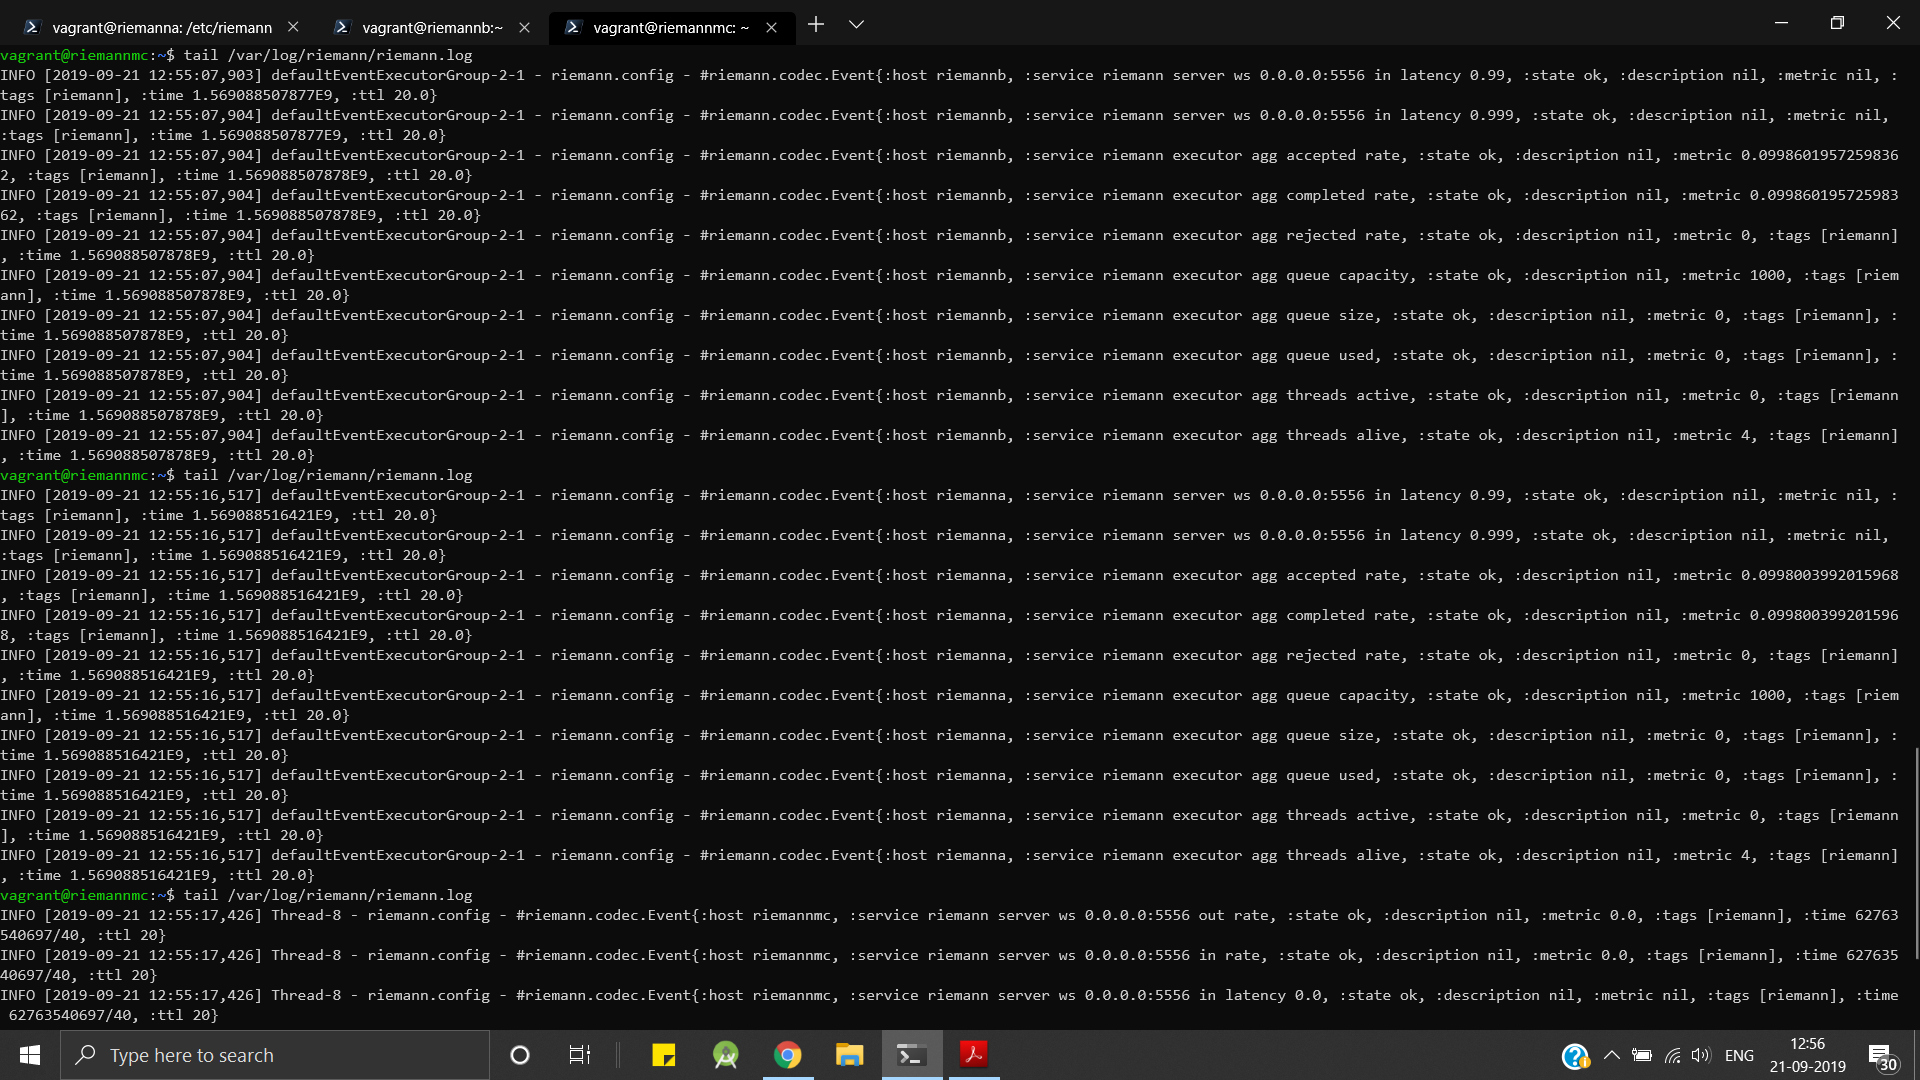 vagrant@riemanna: /etc/riemann
vagrant@riemannb:~
vagrant@riemannmc: ~
vagrant@riemannmc:~$ tail /var/log/riemann/riemann.log
INFO [2019-09-21 12:55:07,903] defaultEventExecutorGroup-2-1 - riemann.config - #riemann.codec.Event{:host riemannb, :service riemann server ws 0.0.0.0:5556 in latency 0.99, :state ok, :description nil, :metric nil, :
tags [riemann], :time 1.569088507877E9, :ttl 20.0}
INFO [2019-09-21 12:55:07,904] defaultEventExecutorGroup-2-1 - riemann.config - #riemann.codec.Event{:host riemannb, :service riemann server ws 0.0.0.0:5556 in latency 0.999, :state ok, :description nil, :metric nil,
:tags [riemann], :time 1.569088507877E9, :ttl 20.0}
INFO [2019-09-21 12:55:07,904] defaultEventExecutorGroup-2-1 - riemann.config - #riemann.codec.Event{:host riemannb, :service riemann executor agg accepted rate, :state ok, :description nil, :metric 0.0998601957259836
2, :tags [riemann], :time 1.569088507878E9, :ttl 20.0}
INFO [2019-09-21 12:55:07,904] defaultEventExecutorGroup-2-1 - riemann.config - #riemann.codec.Event{:host riemannb, :service riemann executor agg completed rate, :state ok, :description nil, :metric 0.099860195725983
62, :tags [riemann], :time 1.569088507878E9, :ttl 20.0}
INFO [2019-09-21 12:55:07,904] defaultEventExecutorGroup-2-1 - riemann.config - #riemann.codec.Event{:host riemannb, :service riemann executor agg rejected rate, :state ok, :description nil, :metric 0, :tags [riemann]
, :time 1.569088507878E9, :ttl 20.0}
INFO [2019-09-21 12:55:07,904] defaultEventExecutorGroup-2-1 - riemann.config - #riemann.codec.Event{:host riemannb, :service riemann executor agg queue capacity, :state ok, :description nil, :metric 1000, :tags [riem
ann], :time 1.569088507878E9, :ttl 20.0}
INFO [2019-09-21 12:55:07,904] defaultEventExecutorGroup-2-1 - riemann.config - #riemann.codec.Event{:host riemannb, :service riemann executor agg queue size, :state ok, :description nil, :metric 0, :tags [riemann], :
time 1.569088507878E9, :ttl 20.0}
INFO [2019-09-21 12:55:07,904] defaultEventExecutorGroup-2-1 - riemann.config - #riemann.codec.Event{:host riemannb, :service riemann executor agg queue used, :state ok, :description nil, :metric 0, :tags [riemann], :
time 1.569088507878E9, :ttl 20.0}
INFO [2019-09-21 12:55:07,904] defaultEventExecutorGroup-2-1 - riemann.config - #riemann.codec.Event{:host riemannb, :service riemann executor agg threads active, :state ok, :description nil, :metric 0, :tags [riemann
], :time 1.569088507878E9, :ttl 20.0}
INFO [2019-09-21 12:55:07,904] defaultEventExecutorGroup-2-1 - riemann.config - #riemann.codec.Event{:host riemannb, :service riemann executor agg threads alive, :state ok, :description nil, :metric 4, :tags [riemann]
, :time 1.569088507878E9, :ttl 20.0}
vagrant@riemannmc:~$ tail /var/log/riemann/riemann.log
INFO [2019-09-21 12:55:16,517] defaultEventExecutorGroup-2-1 - riemann.config - #riemann.codec.Event{:host riemanna, :service riemann server ws 0.0.0.0:5556 in latency 0.99, :state ok, :description nil, :metric nil, :
tags [riemann], :time 1.569088516421E9, :ttl 20.0}
INFO [2019-09-21 12:55:16,517] defaultEventExecutorGroup-2-1 - riemann.config - #riemann.codec.Event{:host riemanna, :service riemann server ws 0.0.0.0:5556 in latency 0.999, :state ok, :description nil, :metric nil,
:tags [riemann], :time 1.569088516421E9, :ttl 20.0}
INFO [2019-09-21 12:55:16,517] defaultEventExecutorGroup-2-1 - riemann.config - #riemann.codec.Event{:host riemanna, :service riemann executor agg accepted rate, :state ok, :description nil, :metric 0.0998003992015968
, :tags [riemann], :time 1.569088516421E9, :ttl 20.0}
INFO [2019-09-21 12:55:16,517] defaultEventExecutorGroup-2-1 - riemann.config - #riemann.codec.Event{:host riemanna, :service riemann executor agg completed rate, :state ok, :description nil, :metric 0.099800399201596
8, :tags [riemann], :time 1.569088516421E9, :ttl 20.0}
INFO [2019-09-21 12:55:16,517] defaultEventExecutorGroup-2-1 - riemann.config - #riemann.codec.Event{:host riemanna, :service riemann executor agg rejected rate, :state ok, :description nil, :metric 0, :tags [riemann]
, :time 1.569088516421E9, :ttl 20.0}
INFO [2019-09-21 12:55:16,517] defaultEventExecutorGroup-2-1 - riemann.config - #riemann.codec.Event{:host riemanna, :service riemann executor agg queue capacity, :state ok, :description nil, :metric 1000, :tags [riem
ann], :time 1.569088516421E9, :ttl 20.0}
INFO [2019-09-21 12:55:16,517] defaultEventExecutorGroup-2-1 - riemann.config - #riemann.codec.Event{:host riemanna, :service riemann executor agg queue size, :state ok, :description nil, :metric 0, :tags [riemann], :
time 1.569088516421E9, :ttl 20.0}
INFO [2019-09-21 12:55:16,517] defaultEventExecutorGroup-2-1 - riemann.config - #riemann.codec.Event{:host riemanna, :service riemann executor agg queue used, :state ok, :description nil, :metric 0, :tags [riemann], :
time 1.569088516421E9, :ttl 20.0}
INFO [2019-09-21 12:55:16,517] defaultEventExecutorGroup-2-1 - riemann.config - #riemann.codec.Event{:host riemanna, :service riemann executor agg threads active, :state ok, :description nil, :metric 0, :tags [riemann
], :time 1.569088516421E9, :ttl 20.0}
INFO [2019-09-21 12:55:16,517] defaultEventExecutorGroup-2-1 - riemann.config - #riemann.codec.Event{:host riemanna, :service riemann executor agg threads alive, :state ok, :description nil, :metric 4, :tags [riemann]
, :time 1.569088516421E9, :ttl 20.0}
vagrant@riemannmc:~$ tail /var/log/riemann/riemann.log
INFO [2019-09-21 12:55:17,426] Thread-8 - riemann.config - #riemann.codec.Event{:host riemannmc, :service riemann server ws 0.0.0.0:5556 out rate, :state ok, :description nil, :metric 0.0, :tags [riemann], :time 62763
540697/40, :ttl 20}
INFO [2019-09-21 12:55:17,426] Thread-8 - riemann.config - #riemann.codec.Event{:host riemannmc, :service riemann server ws 0.0.0.0:5556 in rate, :state ok, :description nil, :metric 0.0, :tags [riemann], :time 627635
40697/40, :ttl 20}
INFO [2019-09-21 12:55:17,426] Thread-8 - riemann.config - #riemann.codec.Event{:host riemannmc, :service riemann server ws 0.0.0.0:5556 in latency 0.0, :state ok, :description nil, :metric nil, :tags [riemann], :time
62763540697/40, :ttl 20}
Type here to search
ENG
12:56
21-09-2019
30